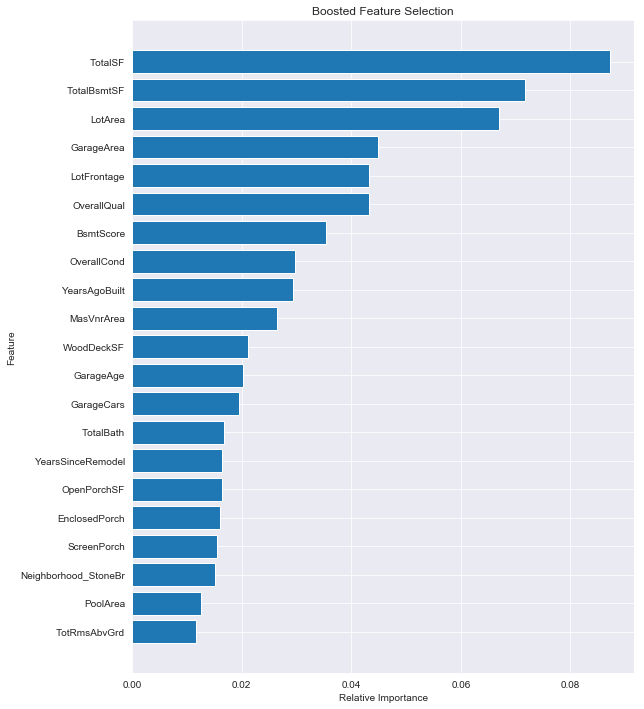 Boosted Feature Selection
TotalSF
TotalBsmtSF
LotArea
GarageArea
LotFrontage
OverallQual
BsmtScore
OverallCond
YearsAgoBuilt
MasVnrArea
WoodDeckSF
GarageAge
GarageCars
TotalBath
YearsSinceRemodel
OpenPorchSF
EnclosedPorch
ScreenPorch
Neighborhood_StoneBr
PoolArea
TotRmsAbvGrd
Feature
0.00 0.02 0.04 0.06 0.08
Relative Importance